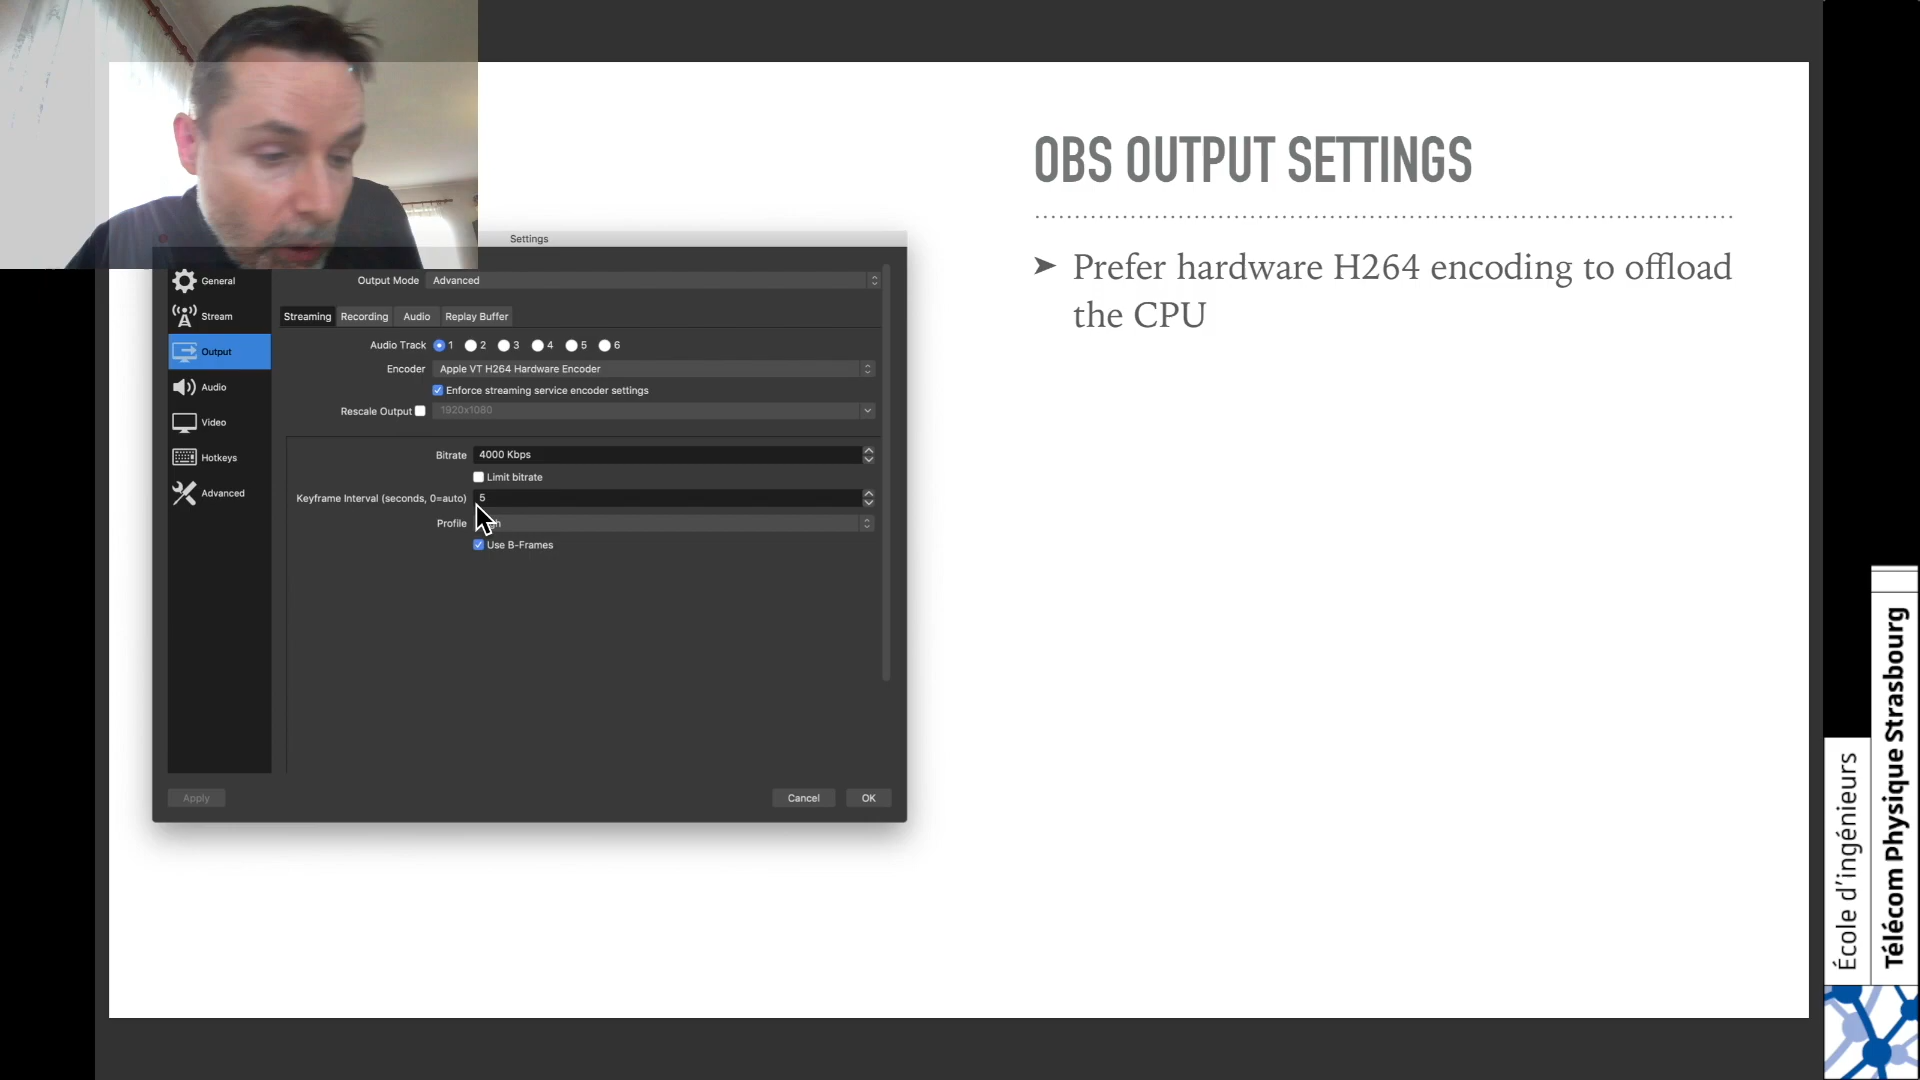 OBS OUTPUT SETTINGS
➤ Prefer hardware H264 encoding to offload
the CPU
Settings
General
Stream
Output
Audio
Video
Hotkeys
Advanced
Output Mode Advanced
Streaming Recording Audio Replay Buffer
Audio Track 1 2 3 4 5 6
Encoder Apple VT H264 Hardware Encoder
Enforce streaming service encoder settings
Rescale Output 1920x1080
Bitrate 4000 Kbps
Limit bitrate
Keyframe Interval (seconds, 0=auto) 5
Profile
Use B-Frames
Apply Cancel OK
École d'ingénieurs
Télécom Physique Strasbourg